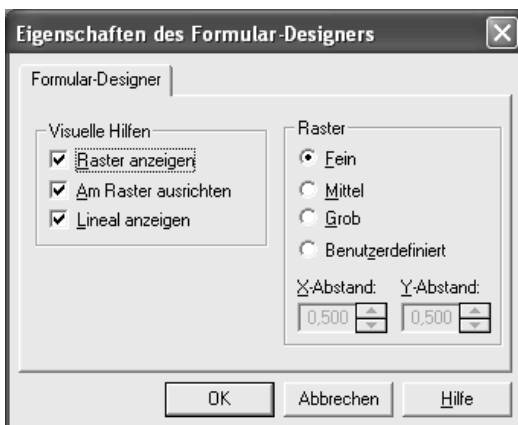 Eigenschaften des Formular-Designers
Formular-Designer
Visuelle Hilfen
Raster anzeigen
Am Raster ausrichten
Lineal anzeigen
Raster
Fein
Mittel
Grob
Benutzerdefiniert
X-Abstand: Y-Abstand:
0,500 0,500
OK Abbrechen Hilfe